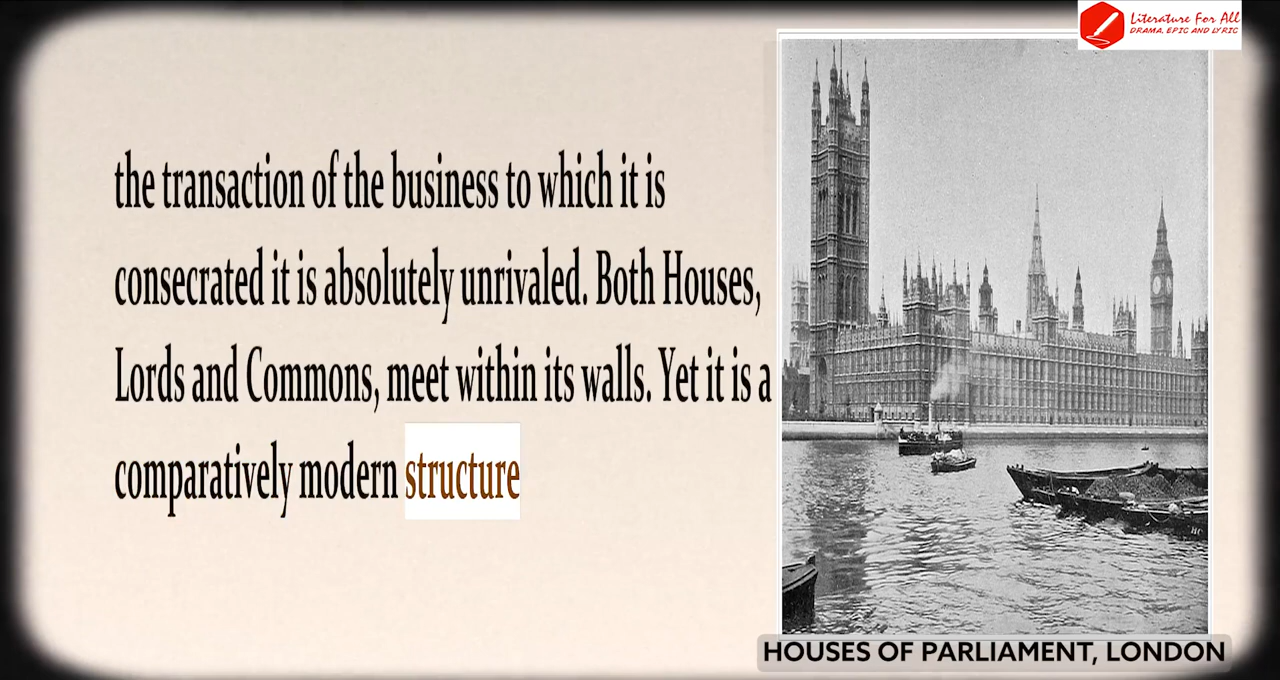 Literature For All
DRAMA, EPIC AND LYRIC
the transaction of the business to which it is
consecrated it is absolutely unrivaled. Both Houses,
Lords and Commons, meet within its walls. Yet it is a
comparatively modern structure
HOUSES OF PARLIAMENT, LONDON